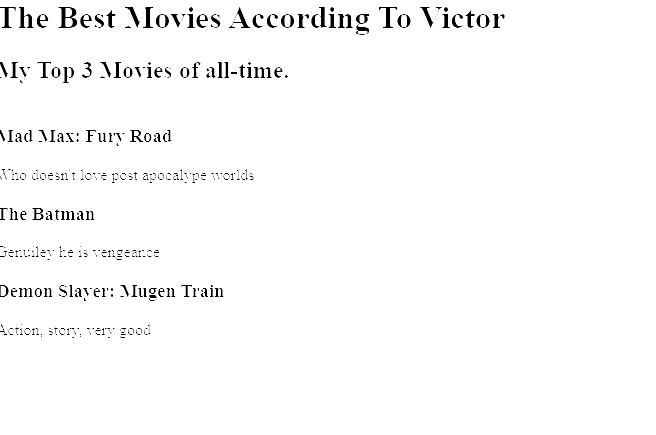 The Best Movies According To Victor
My Top 3 Movies of all-time.
Mad Max: Fury Road
Who doesn't love post apocalype worlds
The Batman
Genuiley he is vengeance
Demon Slayer: Mugen Train
Action, story, very good